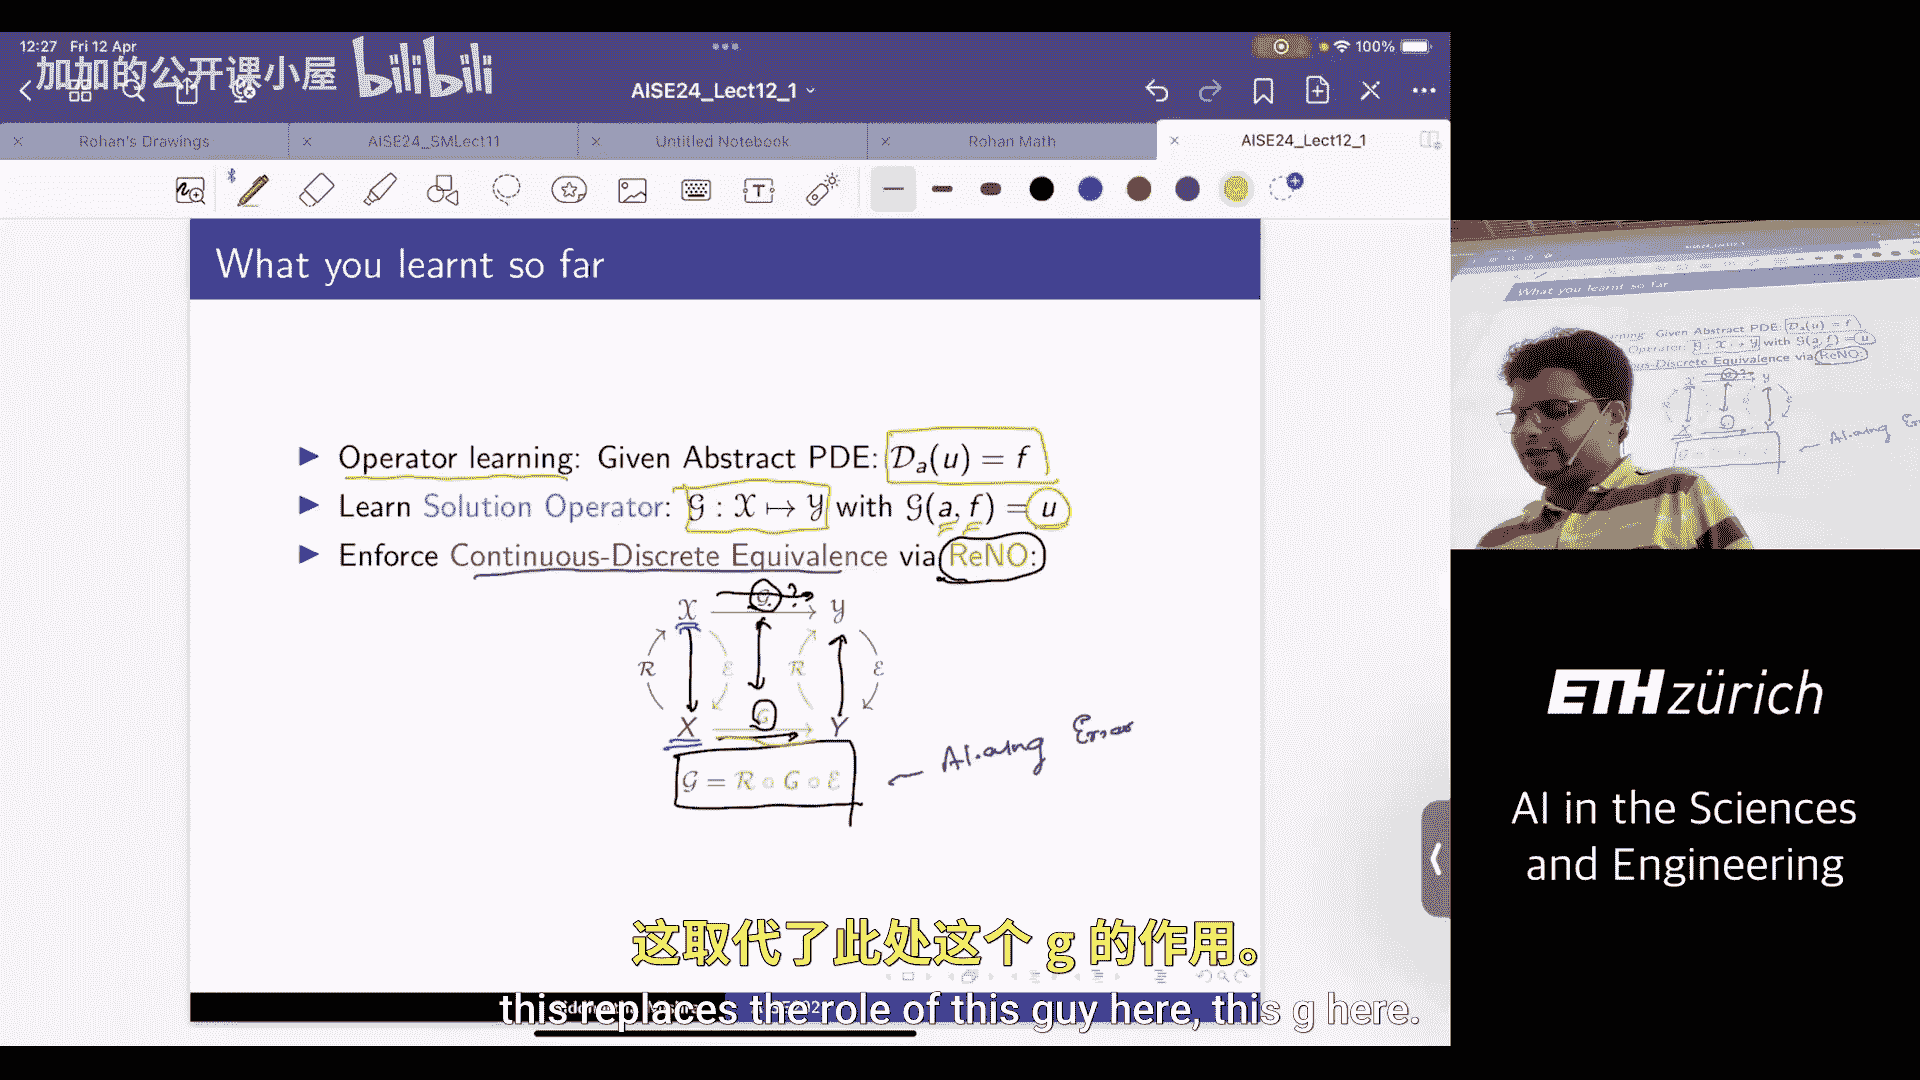 12:27 Fri 12 Apr
100%
加加的公开课小屋 bilibili
AISE24_Lect12_1
Rohan's Drawings
AISE24_SMLect11
Untitled Notebook
Rohan Math
AISE24_Lect12_1
What you learnt so far
Operator learning: Given Abstract PDE: 𝒟ₐ(u) = f
Learn Solution Operator: 𝒢 : 𝒳 ↦ 𝒴 with 𝒢(a, f) = u
Enforce Continuous-Discrete Equivalence via ReNO:
𝒳 𝒢 ? 𝒴
ℛ ℰ ℛ ℰ
X G Y
𝒢 = ℛ ∘ G ∘ ℰ
Aliasing Error
ETH zürich
AI in the Sciences
and Engineering
这取代了此处这个 g 的作用。
this replaces the role of this guy here, this g here.